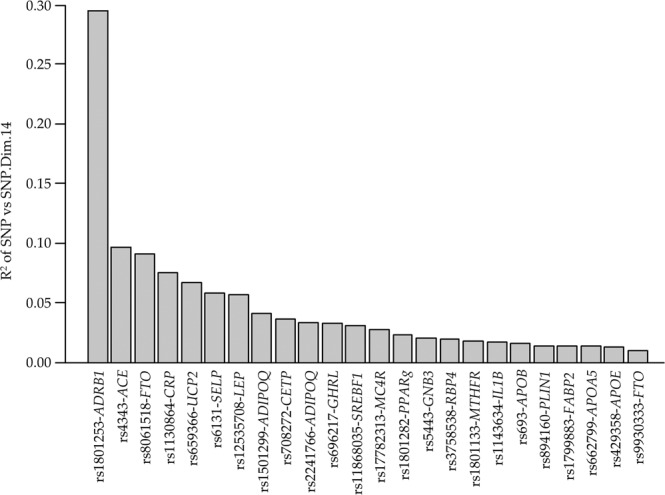 0.30
0.25
0.20
0.15
0.10
0.05
0.00
R² of SNP vs SNP.Dim.14
rs1801253-ADRB1
rs4343-ACE
rs8061518-FTO
rs1130864-CRP
rs659366-UCP2
rs6131-SELP
rs12535708-LEP
rs1501299-ADIPOQ
rs708272-CETP
rs2241766-ADIPOQ
rs696217-GHRL
rs11868035-SREBF1
rs17782313-MC4R
rs1801282-PPARg
rs5443-GNB3
rs3758538-RBP4
rs1801133-MTHFR
rs1143634-IL1B
rs693-APOB
rs894160-PLIN1
rs1799883-FABP2
rs662799-APOA5
rs429358-APOE
rs9930333-FTO